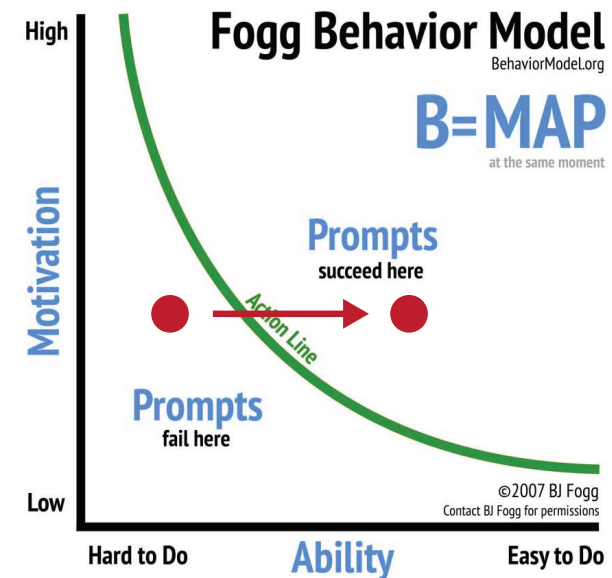 High
Fogg Behavior Model
BehaviorModel.org
B=MAP
at the same moment
Motivation
Prompts
succeed here
Action Line
Prompts
fail here
Low
©2007 BJ Fogg
Contact BJ Fogg for permissions
Hard to Do
Ability
Easy to Do